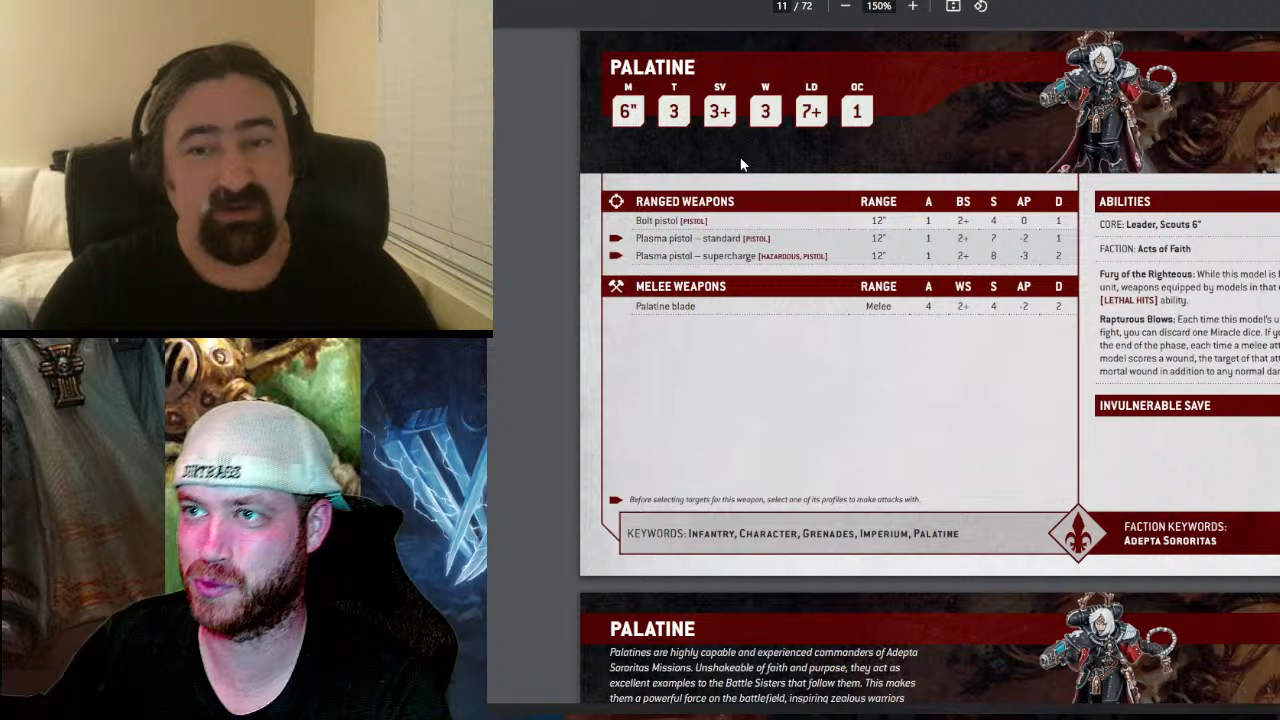 11 / 72
150%
PALATINE
M T SV W LD OC
6" 3 3+ 3 7+ 1
RANGED WEAPONS RANGE A BS S AP D
Bolt pistol [PISTOL] 12" 1 2+ 4 0 1
Plasma pistol – standard [PISTOL] 12" 1 2+ 7 -2 1
Plasma pistol – supercharge [HAZARDOUS, PISTOL] 12" 1 2+ 8 -3 2
MELEE WEAPONS RANGE A WS S AP D
Palatine blade Melee 4 2+ 4 -2 2
Before selecting targets for this weapon, select one of its profiles to make attacks with.
KEYWORDS: INFANTRY, CHARACTER, GRENADES, IMPERIUM, PALATINE
ABILITIES
CORE: Leader, Scouts 6"
FACTION: Acts of Faith
Fury of the Righteous: While this model is
unit, weapons equipped by models in that
[LETHAL HITS] ability.
Rapturous Blows: Each time this model's
fight, you can discard one Miracle dice. If
the end of the phase, each time a melee
model scores a wound, the target of that
mortal wound in addition to any normal
INVULNERABLE SAVE
FACTION KEYWORDS:
ADEPTA SORORITAS
PALATINE
Palatines are highly capable and experienced commanders of Adepta
Sororitas Missions. Unshakeable of faith and purpose, they act as
excellent examples to the Battle Sisters that follow them. This makes
them a powerful force on the battlefield, inspiring zealous warriors